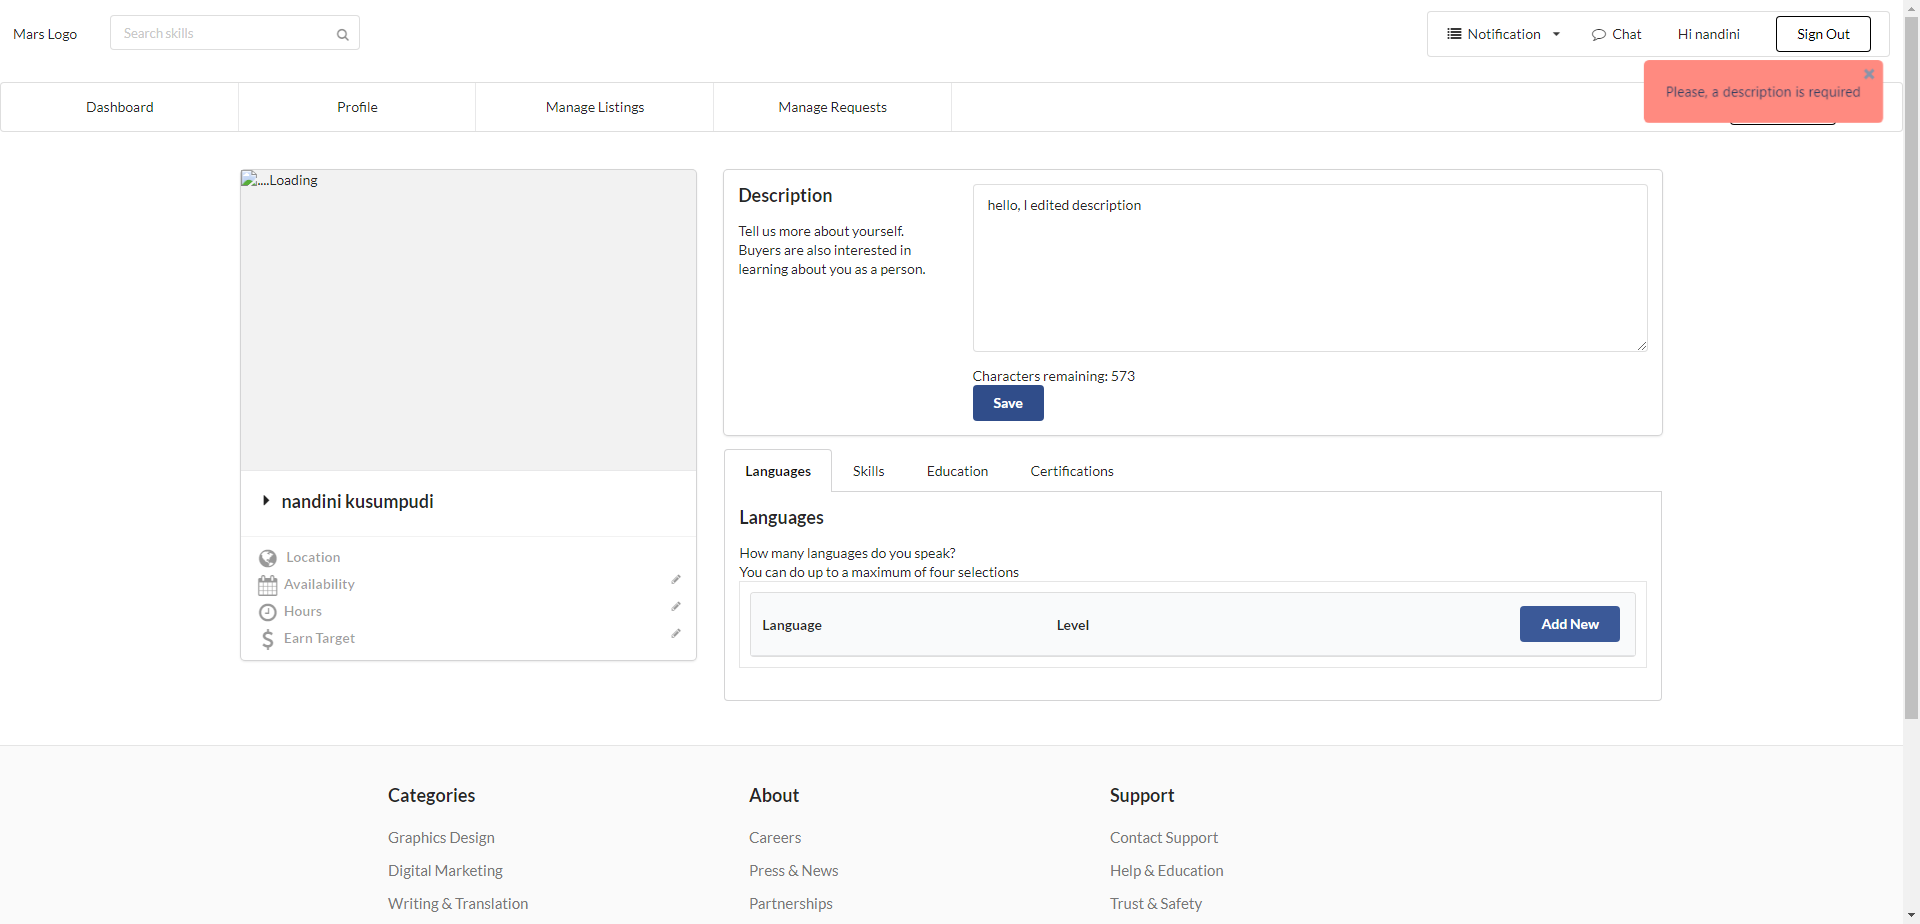 Mars Logo
Search skills
Notification
Chat
Hi nandini
Sign Out
Please, a description is required
Dashboard
Profile
Manage Listings
Manage Requests
....Loading
nandini kusumpudi
Location
Availability
Hours
Earn Target
Description
Tell us more about yourself.
Buyers are also interested in
learning about you as a person.
hello, I edited description
Characters remaining: 573
Save
Languages
Skills
Education
Certifications
Languages
How many languages do you speak?
You can do up to a maximum of four selections
Language
Level
Add New
Categories
Graphics Design
Digital Marketing
Writing & Translation
About
Careers
Press & News
Partnerships
Support
Contact Support
Help & Education
Trust & Safety